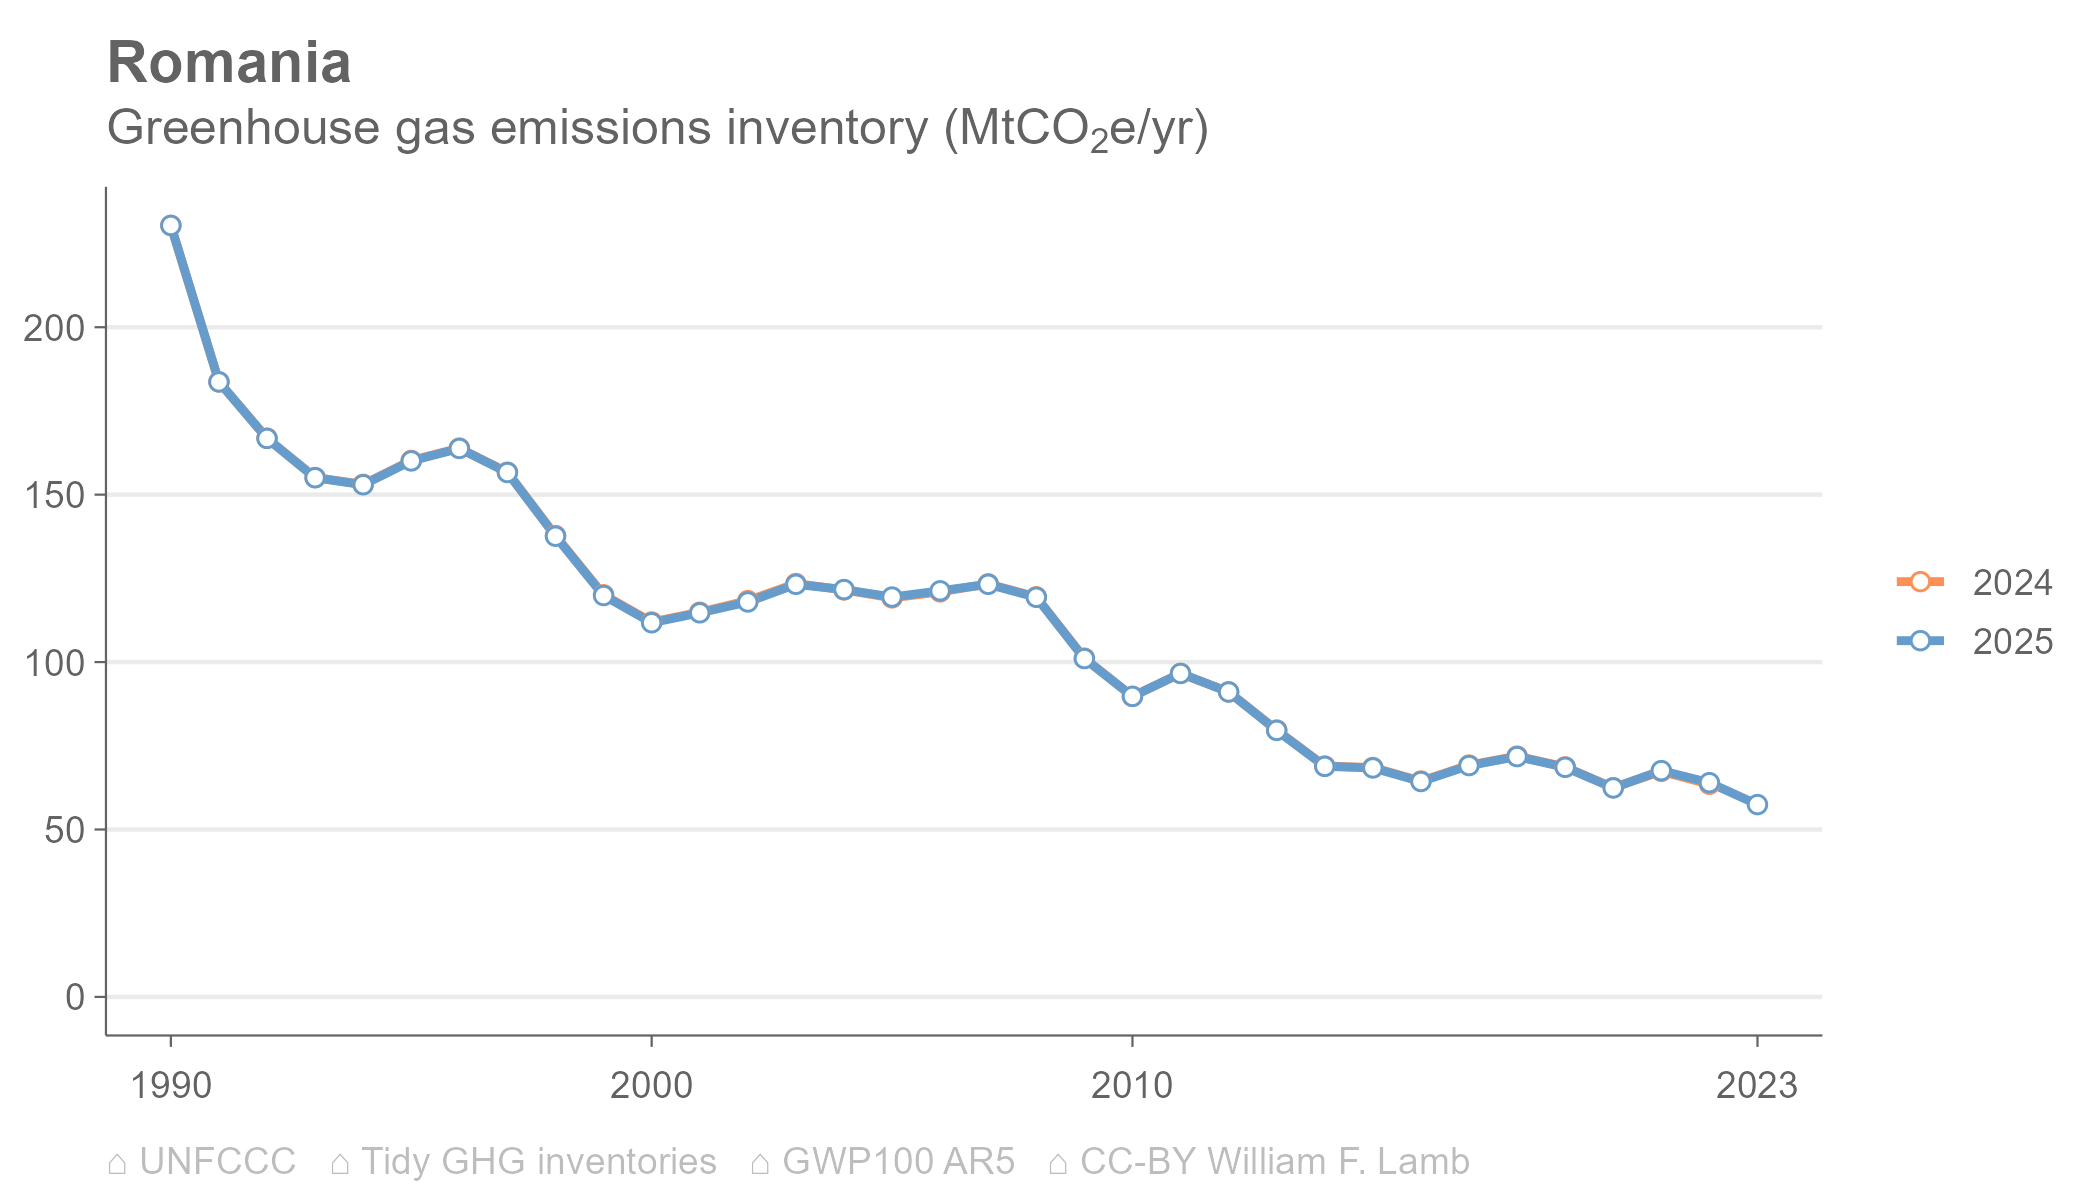 Romania
Greenhouse gas emissions inventory (MtCO₂e/yr)
200
150
100
50
0
1990 2000 2010 2023
2024
2025
⌂ UNFCCC ⌂ Tidy GHG inventories ⌂ GWP100 AR5 ⌂ CC-BY William F. Lamb